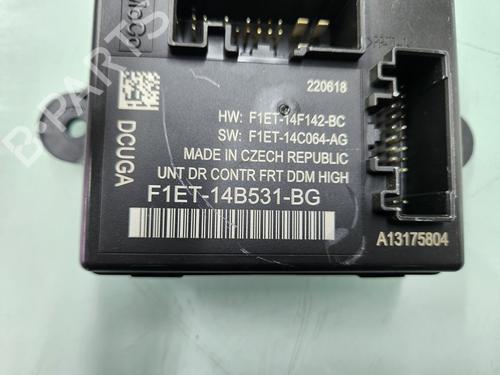 220618
HW: F1ET-14F142-BC
SW: F1ET-14C064-AG
MADE IN CZECH REPUBLIC
UNT DR CONTR FRT DDM HIGH
F1ET-14B531-BG
DCUGA
A13175804
B-PARTS